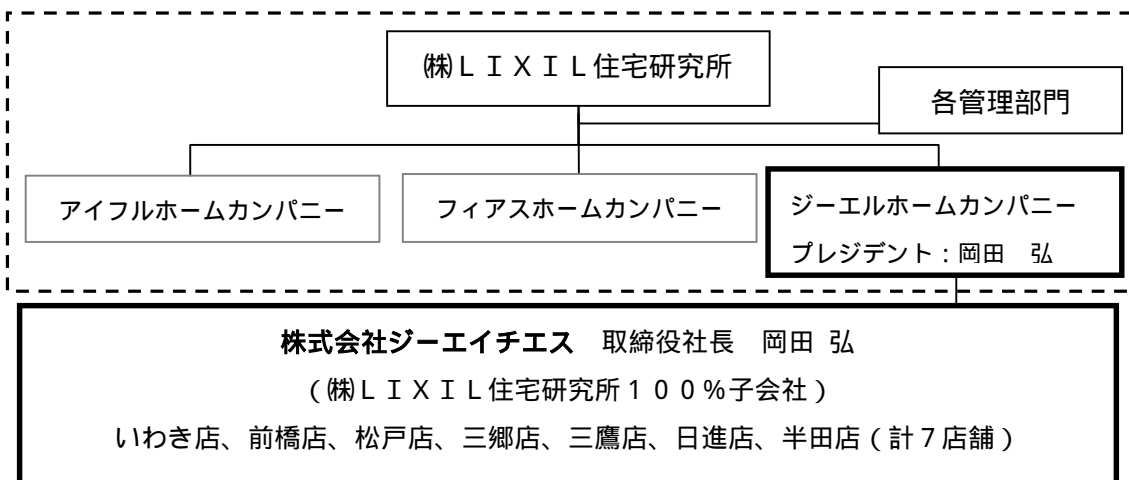 ㈱ＬＩＸＩＬ住宅研究所
各管理部門
アイフルホームカンパニー
フィアスホームカンパニー
ジーエルホームカンパニー
プレジデント：岡田　弘
株式会社ジーエイチエス　取締役社長　岡田 弘
（㈱ＬＩＸＩＬ住宅研究所１００％子会社）
いわき店、前橋店、松戸店、三郷店、三鷹店、日進店、半田店（計７店舗）